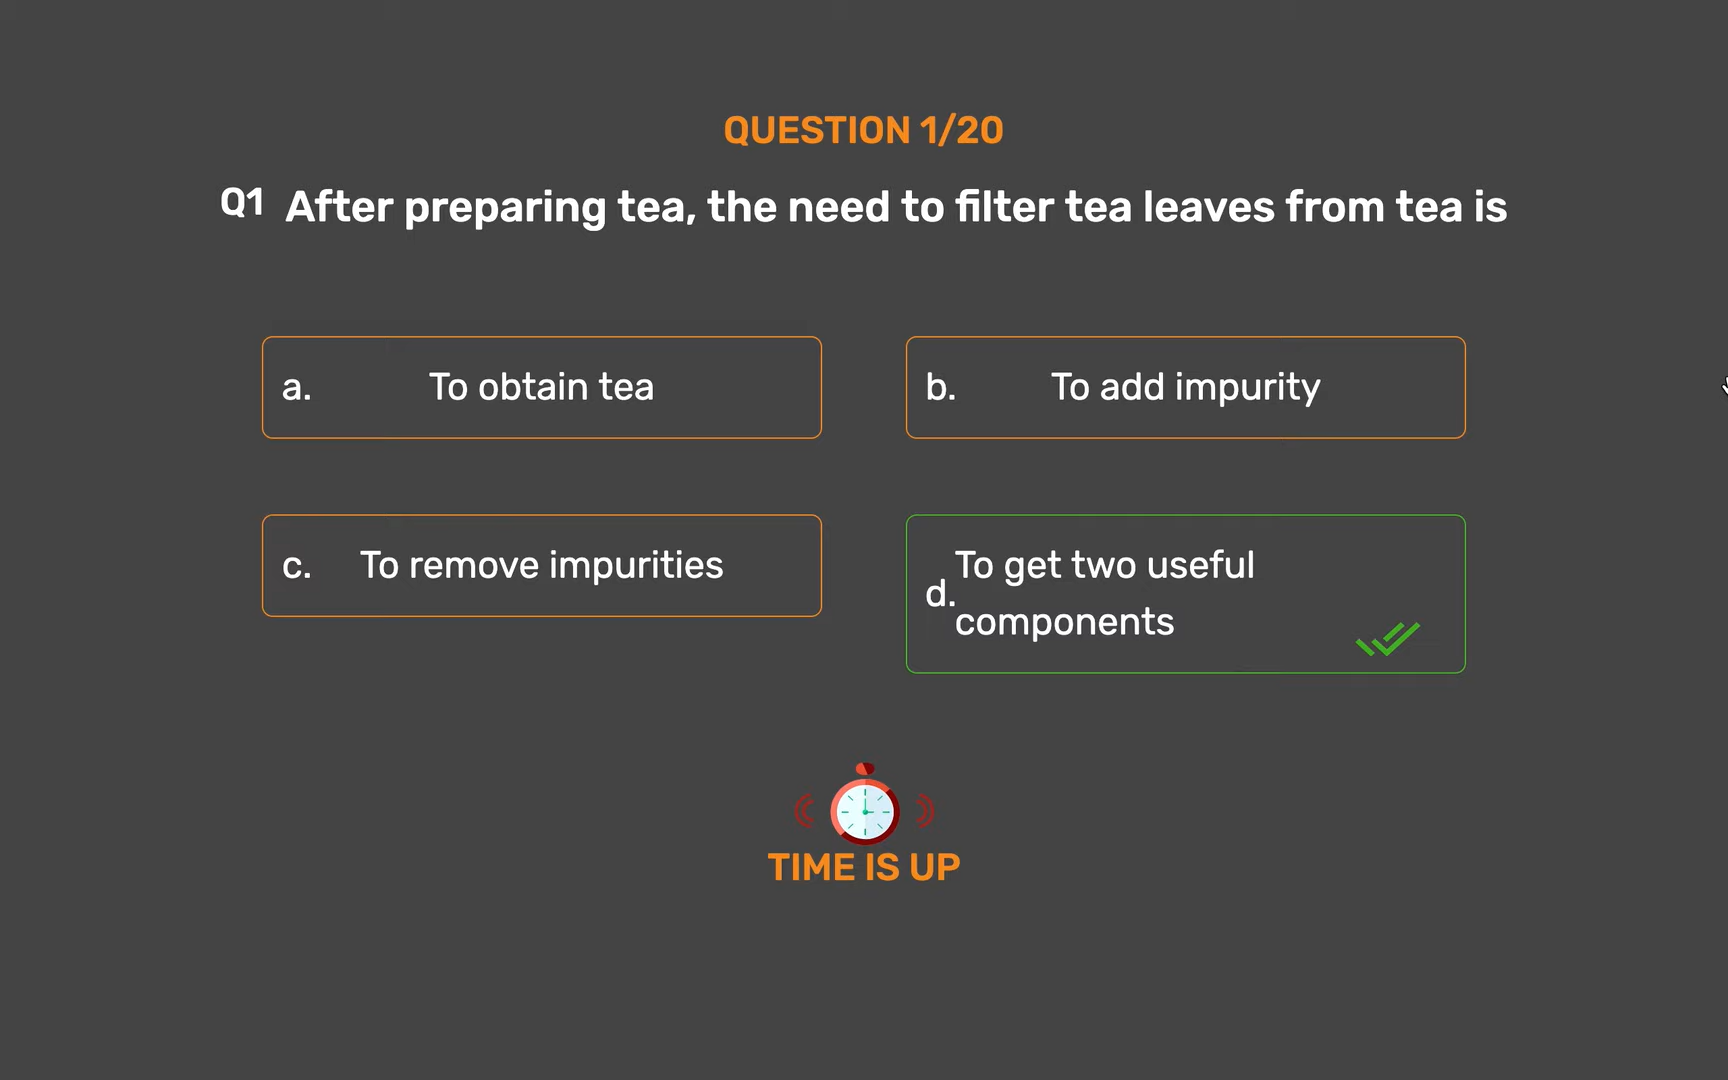 QUESTION 1/20
Q1 After preparing tea, the need to filter tea leaves from tea is
a. To obtain tea
b. To add impurity
c. To remove impurities
d. To get two useful
components
TIME IS UP